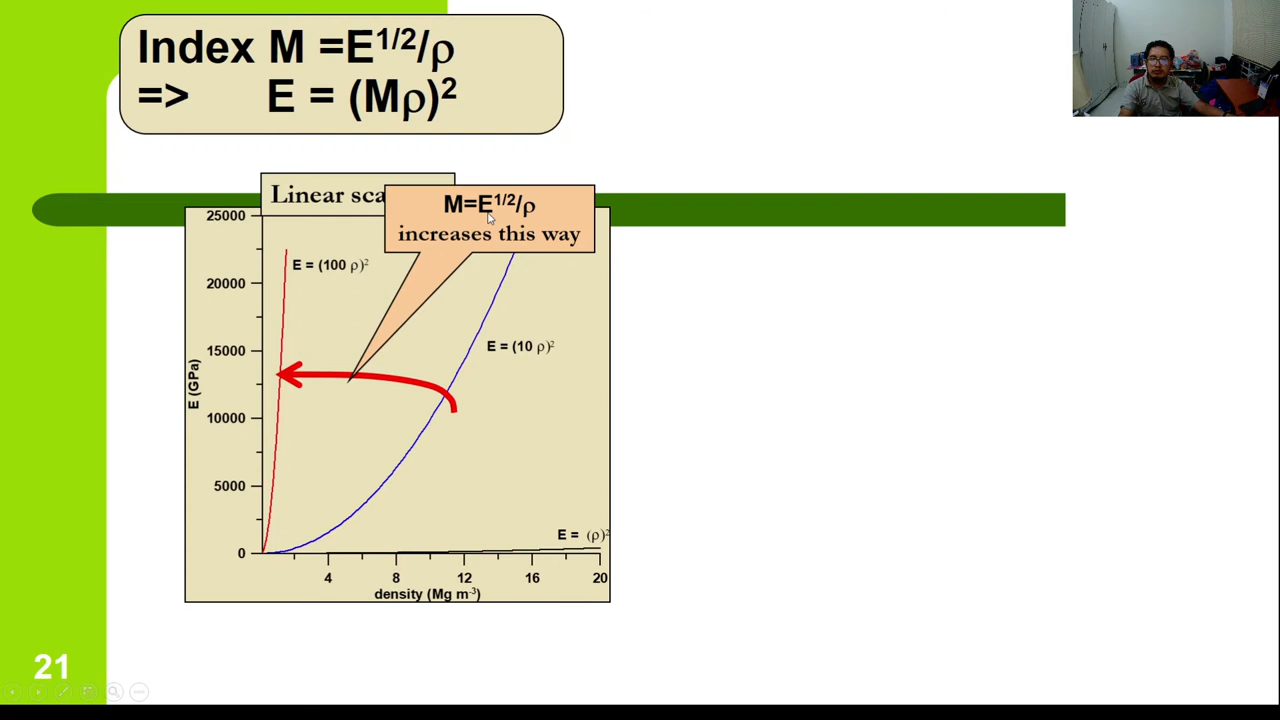 Index M =E1/2/ρ
=> E = (Mρ)2
Linear sca
M=E1/2/ρ
increases this way
25000
20000
15000
10000
5000
0
E (GPa)
E = (100 ρ)2
E = (10 ρ)2
E = (ρ)2
4 8 12 16 20
density (Mg m-3)
21